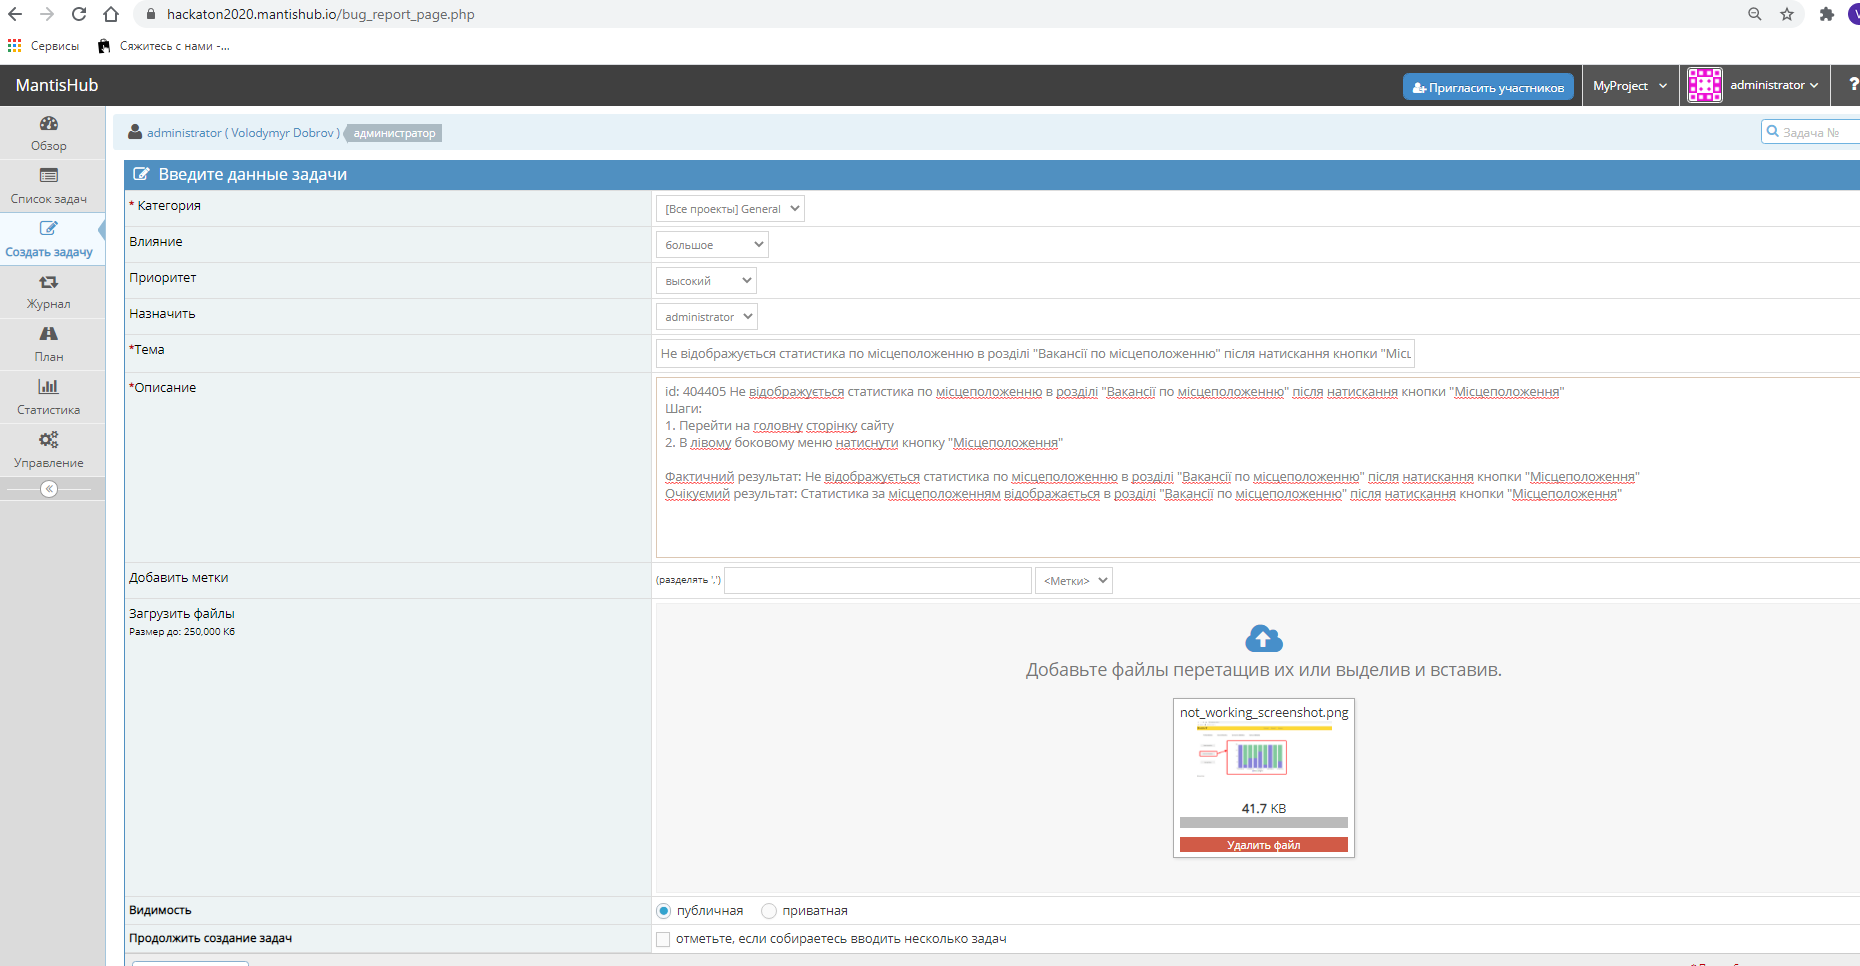 hackaton2020.mantishub.io/bug_report_page.php
Сервисы
Сяжитесь с нами -...
MantisHub
Пригласить участников
MyProject
administrator
?
administrator ( Volodymyr Dobrov )
администратор
Задача №
Обзор
Список задач
Создать задачу
Журнал
План
Статистика
Управление
Введите данные задачи
* Категория
[Все проекты] General
Влияние
большое
Приоритет
высокий
Назначить
administrator
*Тема
Не відображується статистика по місцеположенню в розділі "Вакансії по місцеположенню" після натискання кнопки "Місц
*Описание
id: 404405 Не відображується статистика по місцеположенню в розділі "Вакансії по місцеположенню" після натискання кнопки "Місцеположення"
Шаги:
1. Перейти на головну сторінку сайту
2. В лівому боковому меню натиснути кнопку "Місцеположення"
Фактичний результат: Не відображується статистика по місцеположенню в розділі "Вакансії по місцеположенню" після натискання кнопки "Місцеположення"
Очікуємий результат: Статистика за місцеположенням відображається в розділі "Вакансії по місцеположенню" після натискання кнопки "Місцеположення"
Добавить метки
(разделять ',')
<Метки>
Загрузить файлы
Размер до: 250,000 Кб
Добавьте файлы перетащив их или выделив и вставив.
not_working_screenshot.png
41.7 KB
Удалить файл
Видимость
публичная
приватная
Продолжить создание задач
отметьте, если собираетесь вводить несколько задач